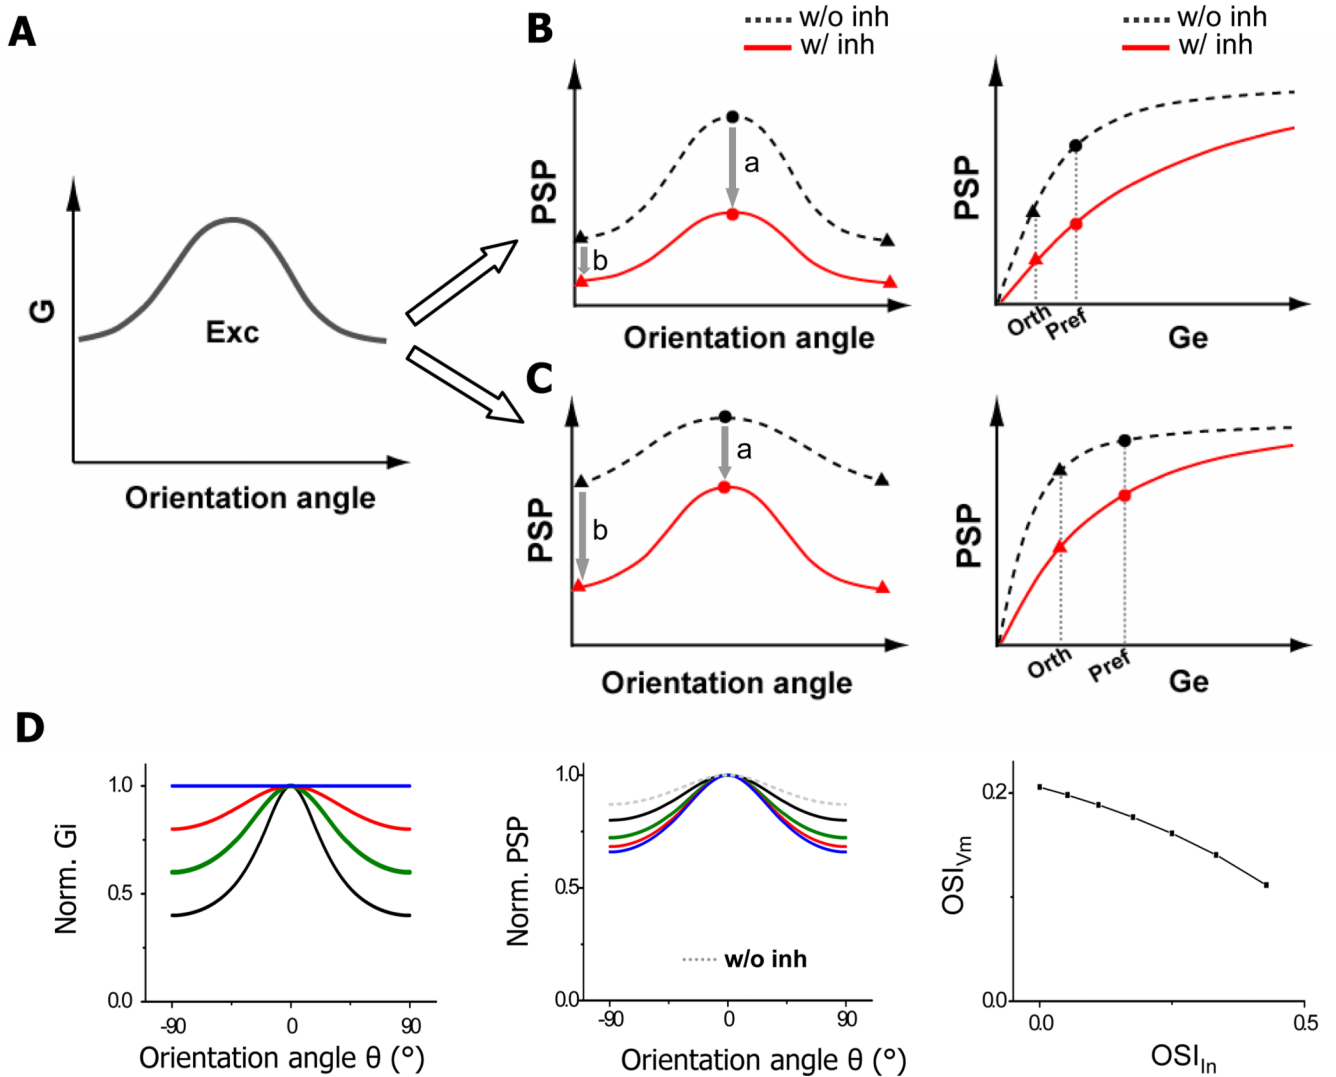 A
G
Exc
Orientation angle
B
w/o inh
w/ inh
PSP
a
b
Orientation angle
w/o inh
w/ inh
PSP
Orth
Pref
Ge
C
PSP
a
b
Orientation angle
PSP
Orth
Pref
Ge
D
Norm. Gi
1.0
0.5
0.0
-90
0
90
Orientation angle θ (°)
Norm. PSP
1.0
0.5
0.0
w/o inh
-90
0
90
Orientation angle θ (°)
OSIVm
0.2
0.0
0.0
0.5
OSIIn